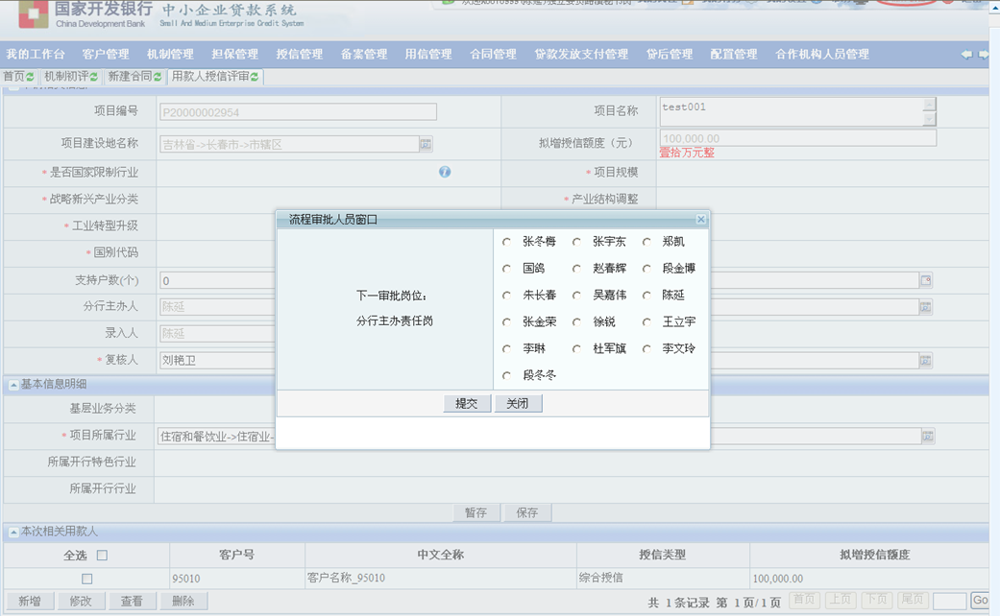 国家开发银行 中小企业贷款系统
China Development Bank Small And Medium Enterprise Credit System
我的工作台 客户管理 机制管理 担保管理 授信管理 备案管理 用信管理 合同管理 贷款发放支付管理 贷后管理 配置管理 合作机构人员管理
首页 机制初评 新建合同 用款人授信评审
项目编号 P20000002954 项目名称 test001
项目建设地名称 吉林省->长春市->市辖区 拟增授信额度（元） 100,000.00
壹拾万元整
* 是否国家限制行业 * 项目规模
* 战略新兴产业分类 * 产业结构调整
* 工业转型升级
* 国别代码
支持户数(个) 0
分行主办人 陈延
录入人 陈延
* 复核人 刘艳卫
流程审批人员窗口
下一审批岗位：
分行主办责任岗
张冬梅 张宇东 郑凯
国鸽 赵春辉 段金博
朱长春 吴嘉伟 陈延
张金荣 徐锐 王立宇
李琳 杜军旗 李文玲
段冬冬
提交 关闭
基本信息明细
基层业务分类
* 项目所属行业 住宿和餐饮业->住宿业-
所属开行特色行业
所属开行行业
暂存 保存
本次相关用款人
全选 客户号 中文全称 授信类型 拟增授信额度
95010 客户名称_95010 综合授信 100,000.00
新增 修改 查看 删除 共 1条记录 第 1页/1页 首页 上页 下页 尾页 Go